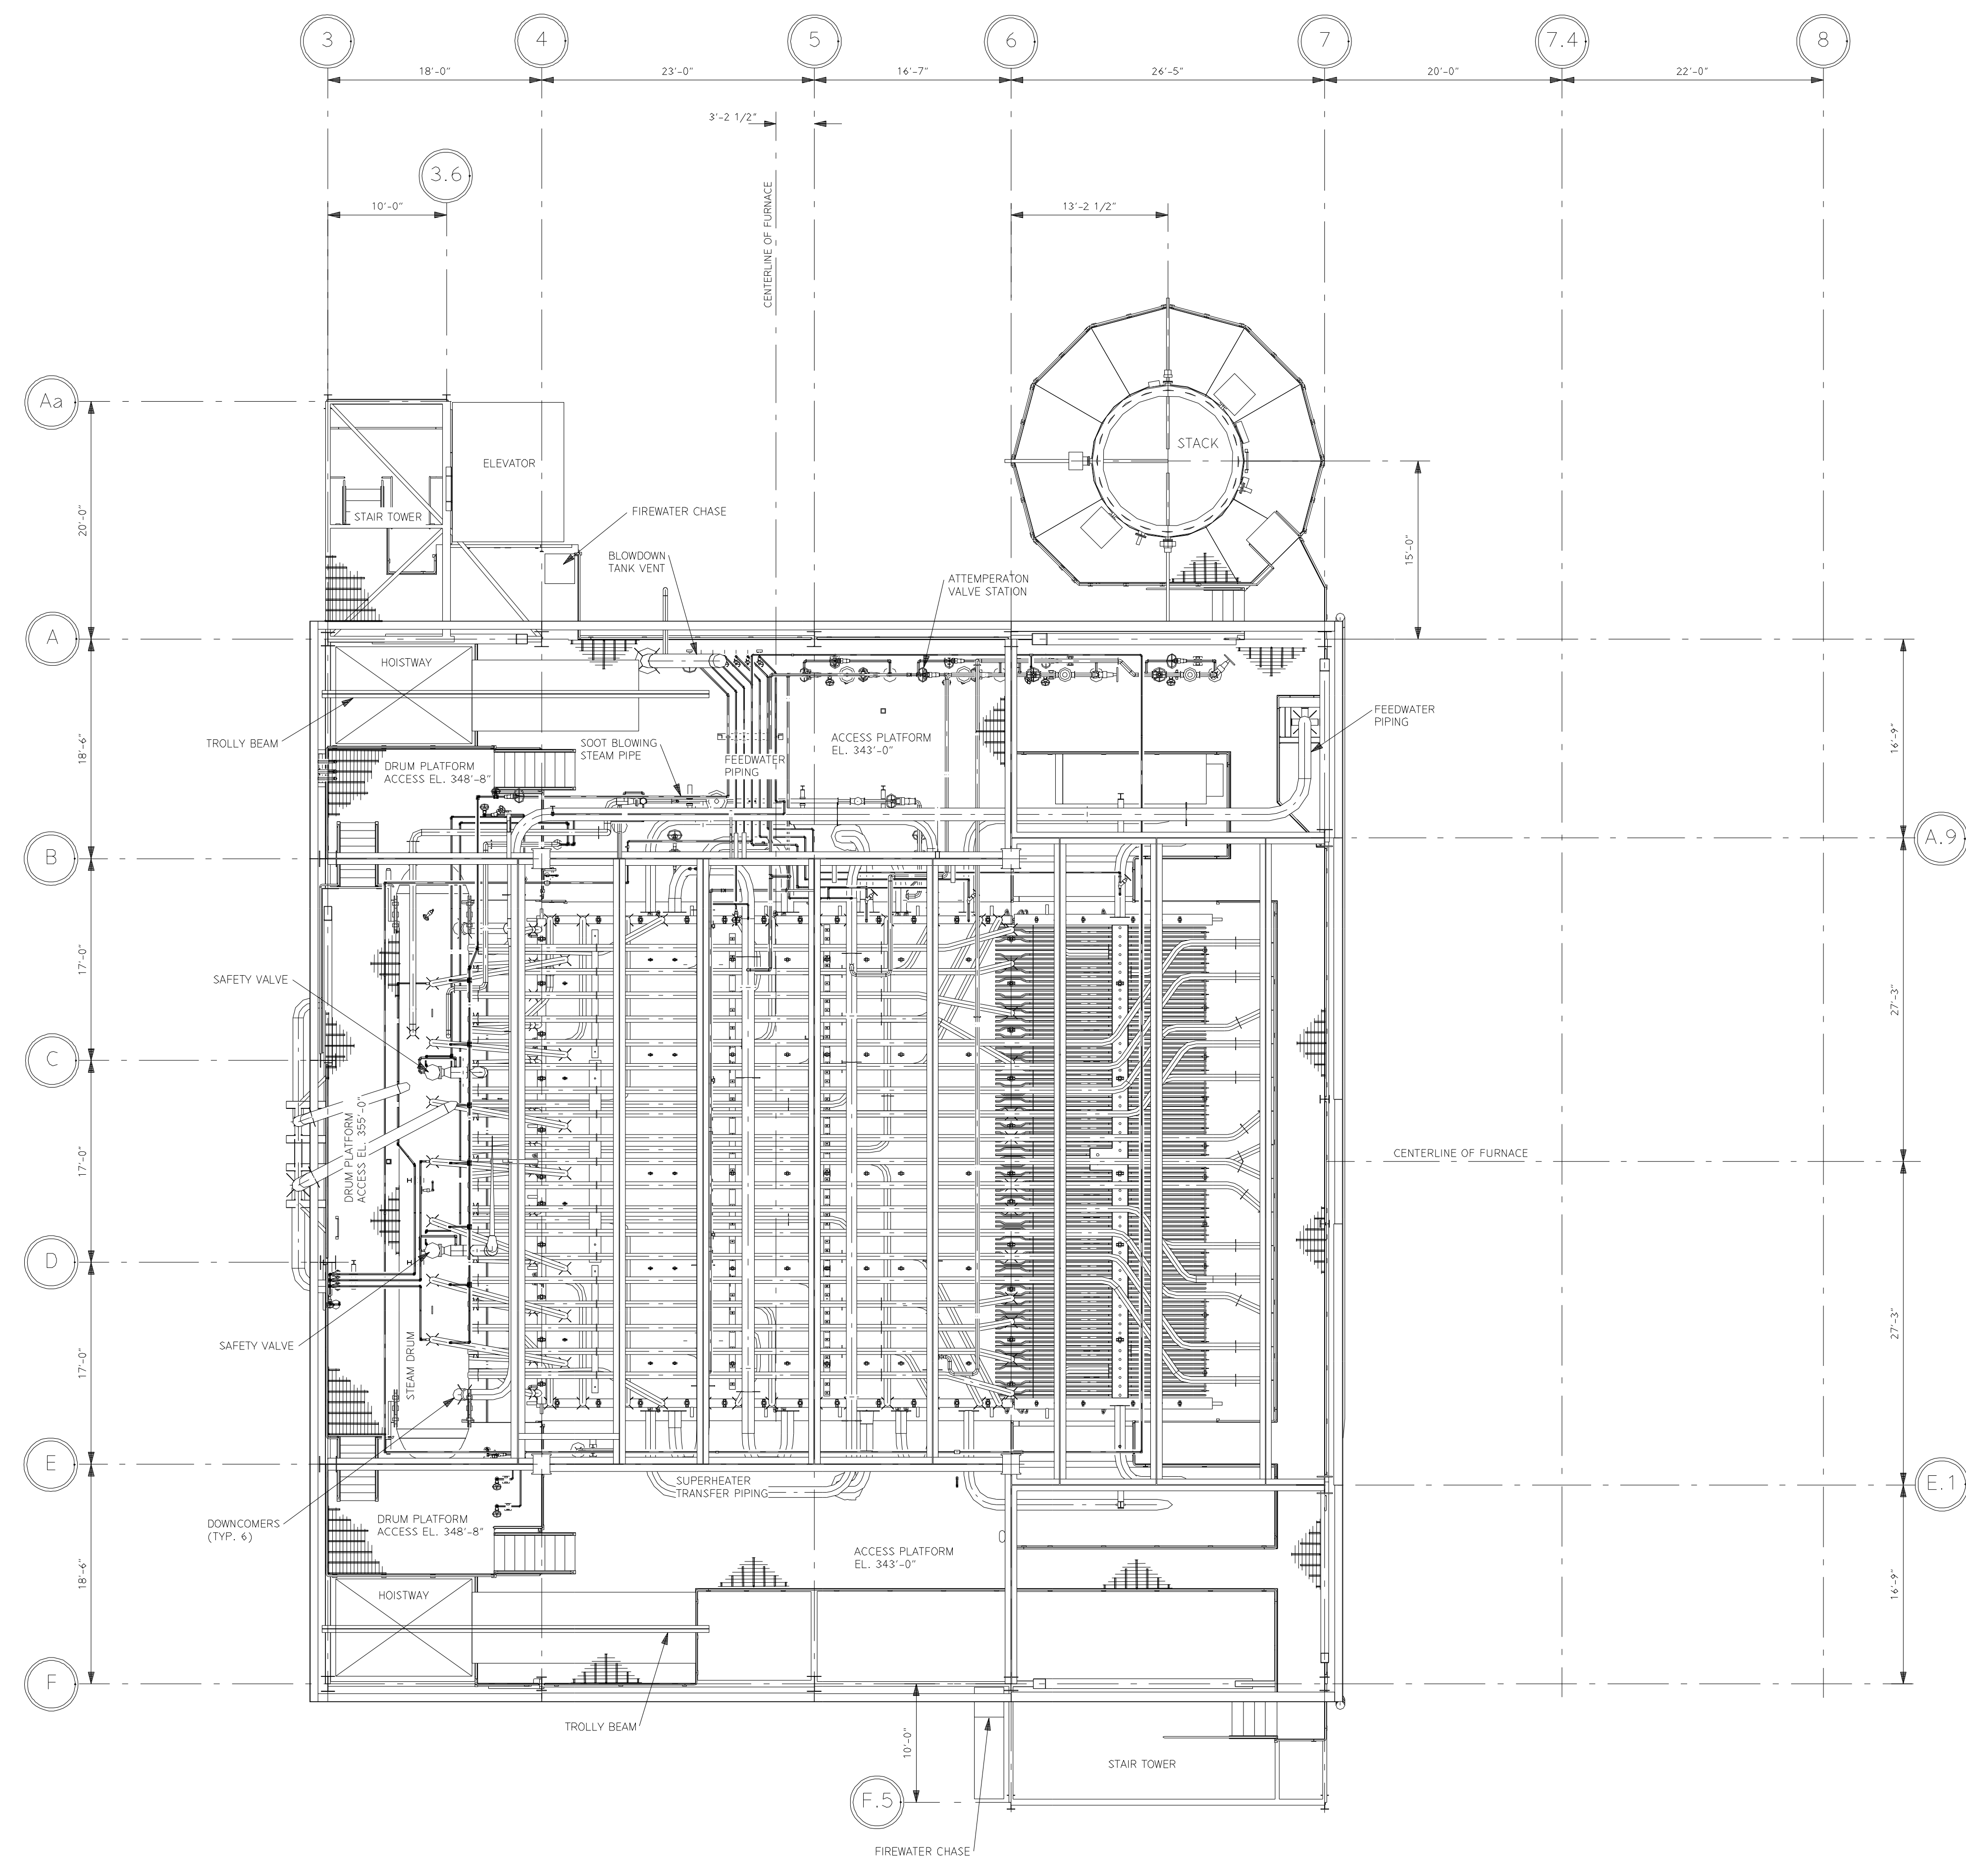 3
4
5
6
7
7.4
8
18'-0"
23'-0"
16'-7"
26'-5"
20'-0"
22'-0"
3'-2 1/2"
3.6
10'-0"
13'-2 1/2"
CENTERLINE OF FURNACE
Aa
STACK
ELEVATOR
FIREWATER CHASE
STAIR TOWER
20'-0"
15'-0"
BLOWDOWN
TANK VENT
ATTEMPERATON
VALVE STATION
A
HOISTWAY
FEEDWATER
PIPING
TROLLY BEAM
18'-6"
16'-9"
SOOT BLOWING
STEAM PIPE
ACCESS PLATFORM
EL. 343'-0"
FEEDWATER
PIPING
DRUM PLATFORM
ACCESS EL. 348'-8"
A.9
B
17'-0"
SAFETY VALVE
27'-3"
C
DRUM PLATFORM
ACCESS EL. 355'-0"
17'-0"
CENTERLINE OF FURNACE
D
SAFETY VALVE
STEAM DRUM
17'-0"
27'-3"
E
SUPERHEATER
TRANSFER PIPING
E.1
DOWNCOMERS
(TYP. 6)
DRUM PLATFORM
ACCESS EL. 348'-8"
ACCESS PLATFORM
EL. 343'-0"
18'-6"
16'-9"
HOISTWAY
F
TROLLY BEAM
10'-0"
STAIR TOWER
F.5
FIREWATER CHASE